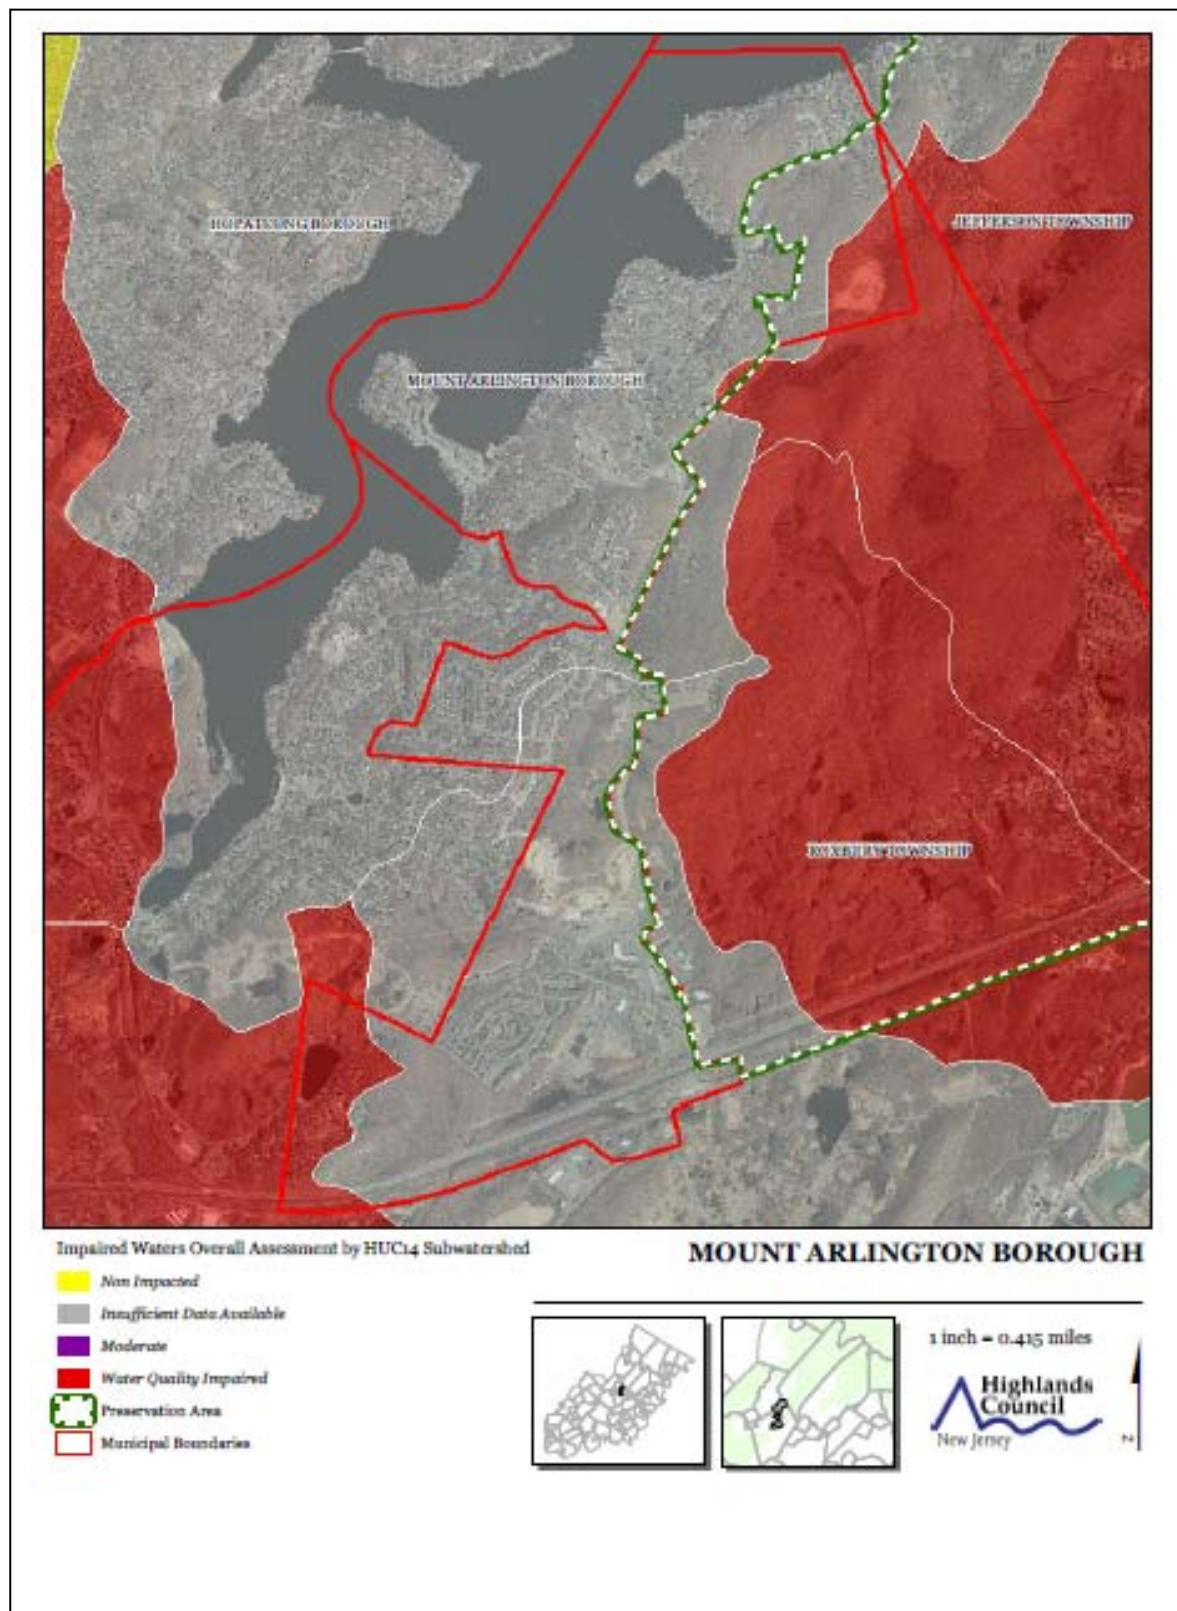 HOPATCONG BOROUGH
JEFFERSON TOWNSHIP
MOUNT ARLINGTON BOROUGH
ROXBURY TOWNSHIP
Impaired Waters Overall Assessment by HUC14 Subwatershed
Non Impacted
Insufficient Data Available
Moderate
Water Quality Impaired
Preservation Area
Municipal Boundaries
MOUNT ARLINGTON BOROUGH
1 inch = 0.415 miles
Highlands
Council
New Jersey
N